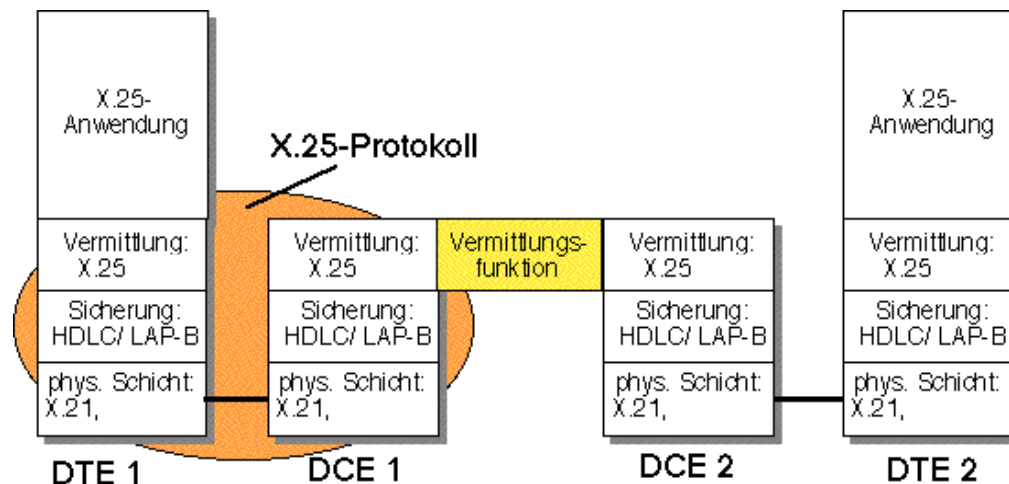 X.25-
Anwendung
X.25-
Anwendung
X.25-Protokoll
Vermittlung:
X.25
Vermittlung:
X.25
Vermittlungs-
funktion
Vermittlung:
X.25
Vermittlung:
X.25
Sicherung:
HDLC/ LAP-B
Sicherung:
HDLC/ LAP-B
Sicherung:
HDLC/ LAP-B
Sicherung:
HDLC/ LAP-B
phys. Schicht:
X.21,
phys. Schicht:
X.21,
phys. Schicht:
X.21,
phys. Schicht:
X.21,
DTE 1
DCE 1
DCE 2
DTE 2